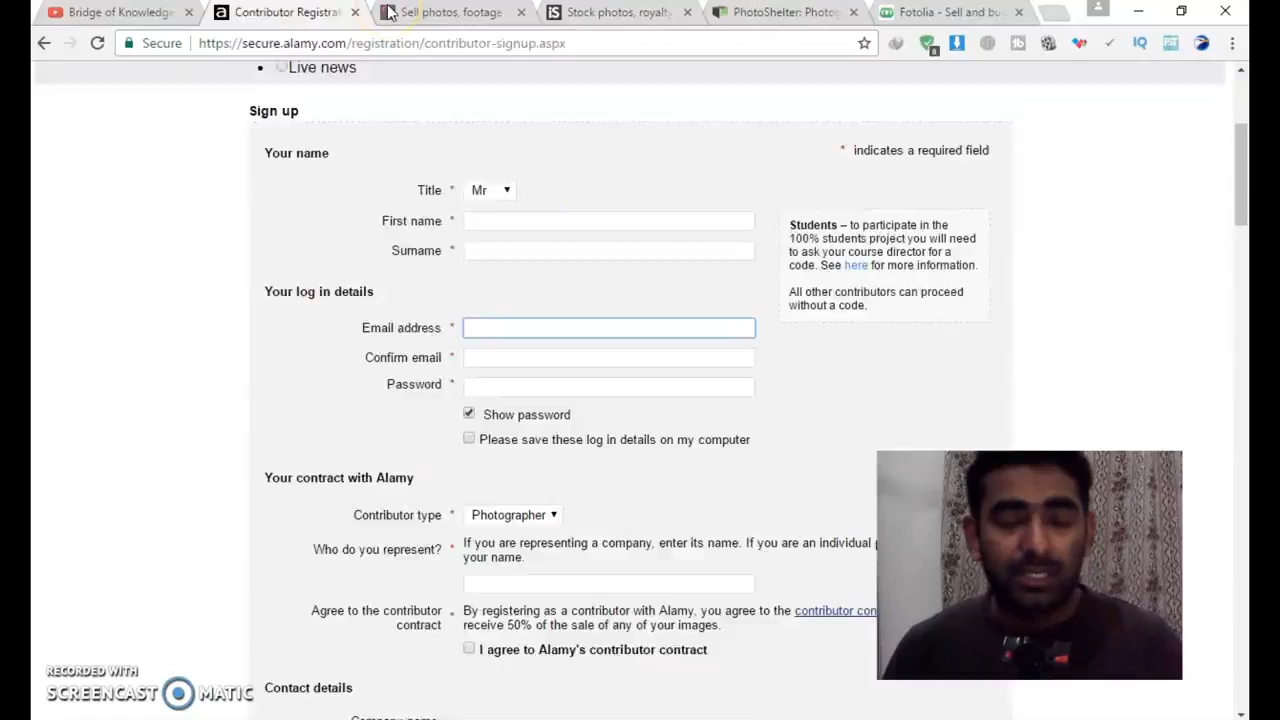 Bridge of Knowledge
Contributor Registra
Sell photos, footage
Stock photos, royalty
PhotoShelter: Photog
Fotolia - Sell and bu
Secure
https://secure.alamy.com/registration/contributor-signup.aspx
Live news
Sign up
Your name
* indicates a required field
Title * Mr
First name *
Surname *
Students – to participate in the
100% students project you will need
to ask your course director for a
code. See here for more information.
All other contributors can proceed
without a code.
Your log in details
Email address *
Confirm email *
Password *
Show password
Please save these log in details on my computer
Your contract with Alamy
Contributor type * Photographer
Who do you represent? * If you are representing a company, enter its name. If you are an individual
your name.
Agree to the contributor * By registering as a contributor with Alamy, you agree to the contributor con
contract receive 50% of the sale of any of your images.
I agree to Alamy's contributor contract
Contact details
Company name
RECORDED WITH
SCREENCAST MATIC